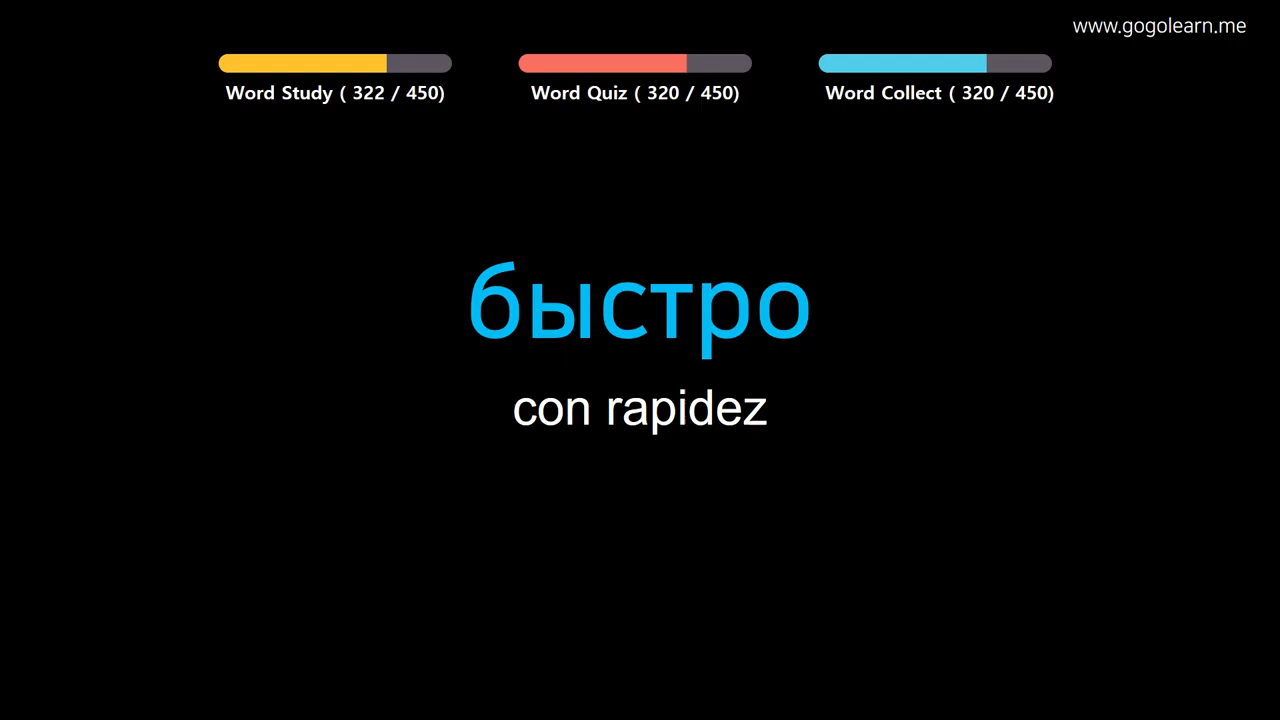 www.gogolearn.me
Word Study ( 322 / 450)
Word Quiz ( 320 / 450)
Word Collect ( 320 / 450)
быстро
con rapidez